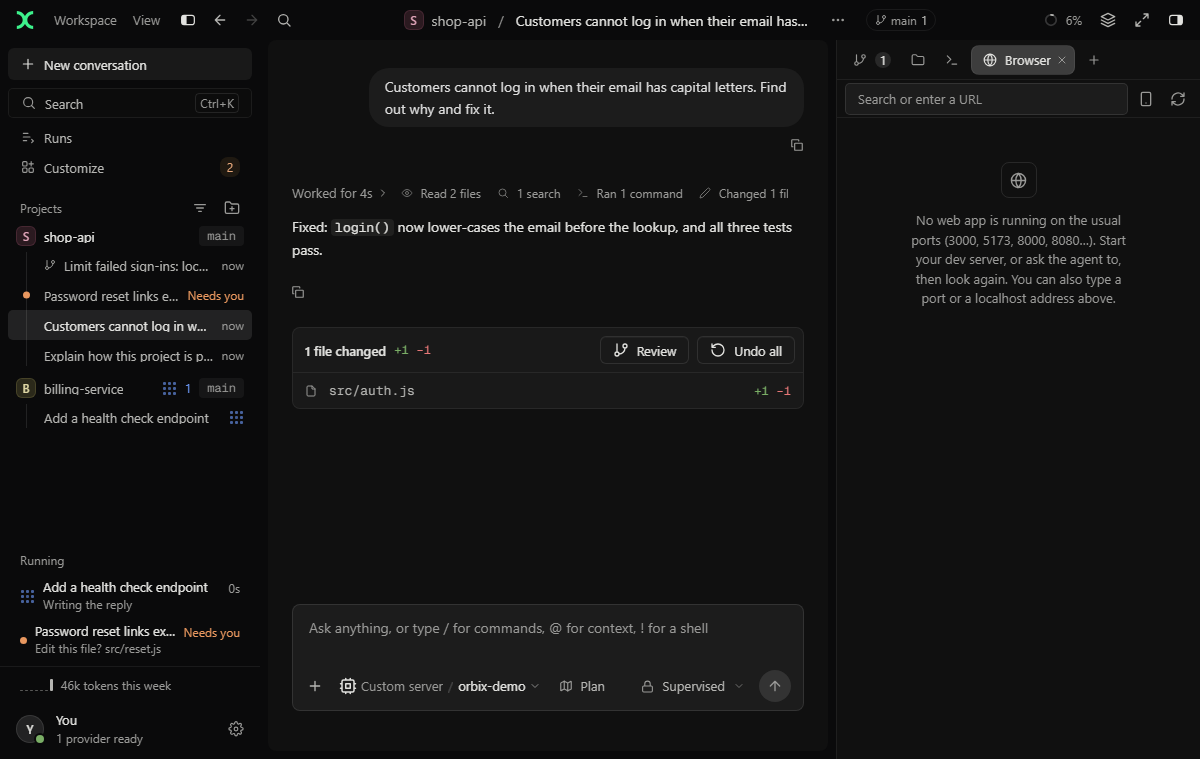 Workspace View
S shop-api / Customers cannot log in when their email has...
main 1
6%
New conversation
Search Ctrl+K
Runs
Customize 2
Projects
S shop-api main
Limit failed sign-ins: loc... now
Password reset links e... Needs you
Customers cannot log in w... now
Explain how this project is p... now
B billing-service 1 main
Add a health check endpoint
Running
Add a health check endpoint 0s
Writing the reply
Password reset links ex... Needs you
Edit this file? src/reset.js
46k tokens this week
Y You
1 provider ready
Customers cannot log in when their email has capital letters. Find
out why and fix it.
Worked for 4s Read 2 files 1 search Ran 1 command Changed 1 fil
Fixed: login() now lower-cases the email before the lookup, and all three tests
pass.
1 file changed +1 −1 Review Undo all
src/auth.js +1 −1
Ask anything, or type / for commands, @ for context, ! for a shell
Custom server / orbix-demo Plan Supervised
1 Browser
Search or enter a URL
No web app is running on the usual
ports (3000, 5173, 8000, 8080...). Start
your dev server, or ask the agent to,
then look again. You can also type a
port or a localhost address above.